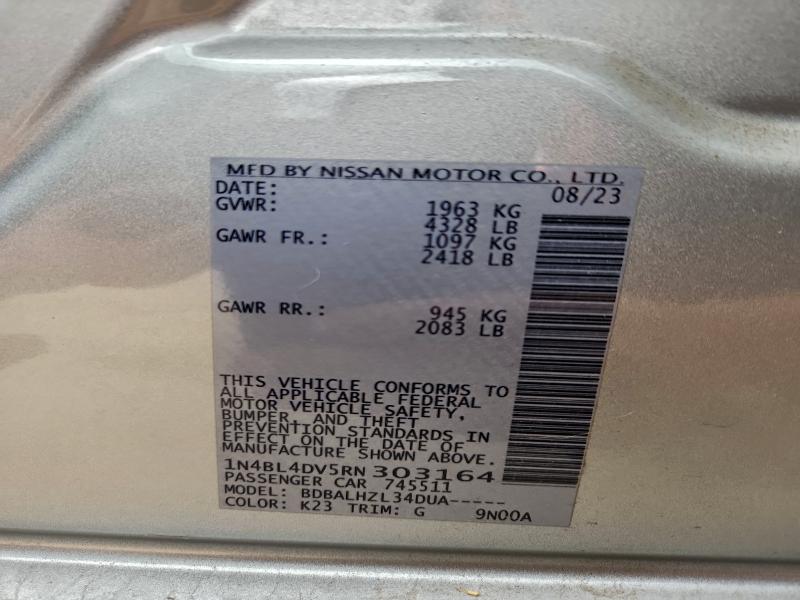 MFD BY NISSAN MOTOR CO., LTD.
DATE: 08/23
GVWR: 1963 KG
4328 LB
GAWR FR.: 1097 KG
2418 LB
GAWR RR.: 945 KG
2083 LB
THIS VEHICLE CONFORMS TO
ALL APPLICABLE FEDERAL
MOTOR VEHICLE SAFETY,
BUMPER, AND THEFT
PREVENTION STANDARDS IN
EFFECT ON THE DATE OF
MANUFACTURE SHOWN ABOVE.
1N4BL4DV5RN303164
PASSENGER CAR 745511
MODEL: BDBALHZL34DUA-----
COLOR: K23 TRIM: G 9N00A